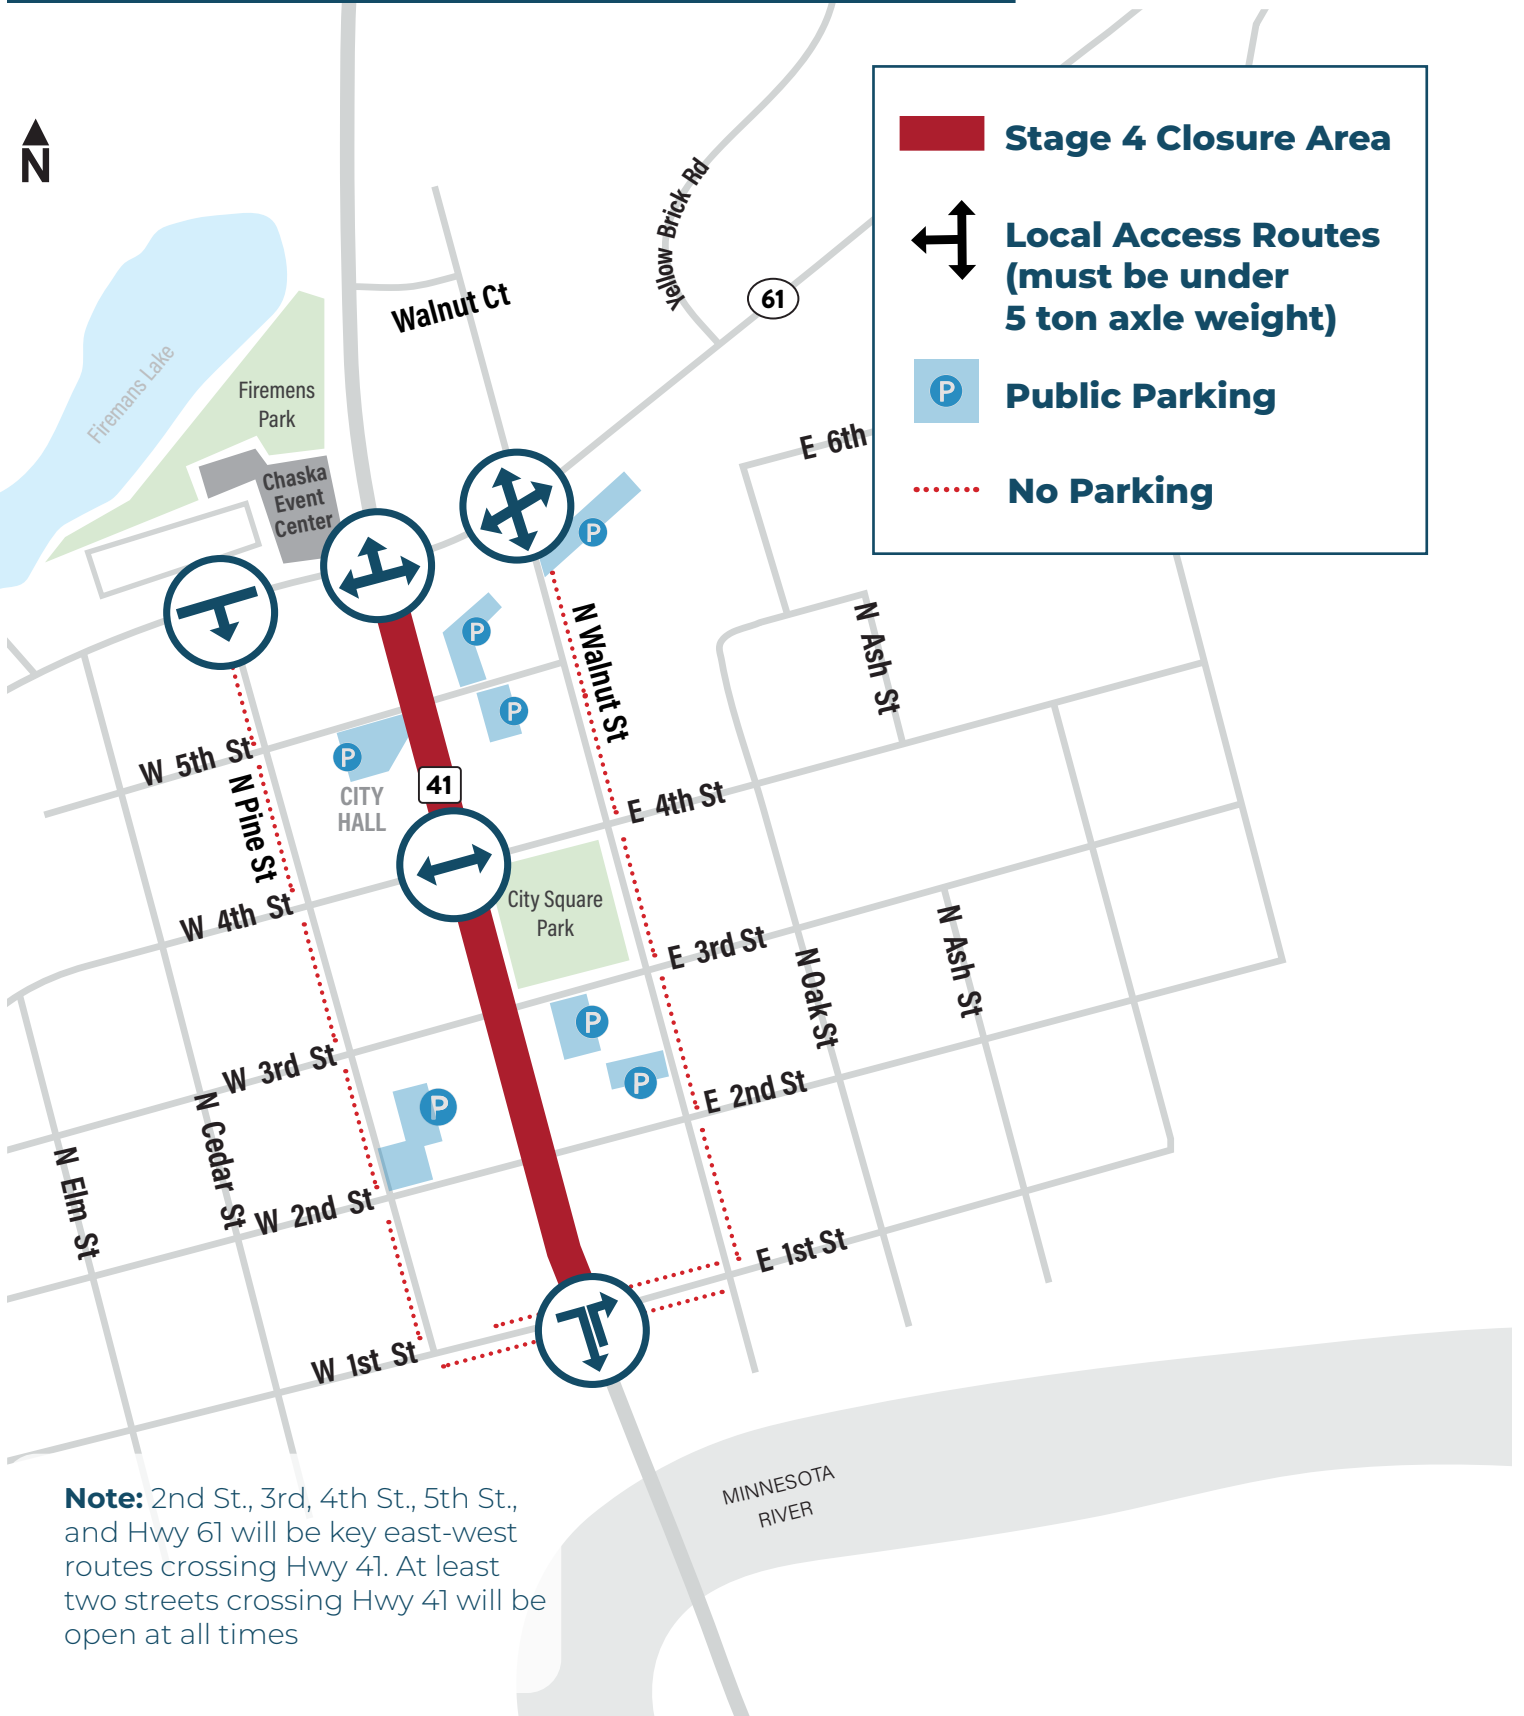 N
Stage 4 Closure Area
Local Access Routes
(must be under
5 ton axle weight)
P
Public Parking
No Parking
Yellow Brick Rd
61
Walnut Ct
Firemans Lake
Firemens
Park
Chaska
Event
Center
E 6th
P
P
P
P
N Walnut St
N Ash St
W 5th St
CITY
HALL
41
N Pine St
E 4th St
W 4th St
City Square
Park
E 3rd St
N Oak St
N Ash St
P
P
P
W 3rd St
N Cedar St
N Elm St
E 2nd St
W 2nd St
E 1st St
W 1st St
MINNESOTA
RIVER
Note: 2nd St., 3rd, 4th St., 5th St.,
and Hwy 61 will be key east-west
routes crossing Hwy 41. At least
two streets crossing Hwy 41 will be
open at all times